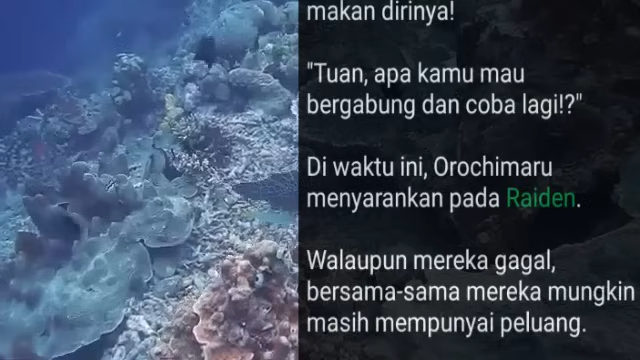 makan dirinya!
"Tuan, apa kamu mau
bergabung dan coba lagi!?"
Di waktu ini, Orochimaru
menyarankan pada Raiden.
Walaupun mereka gagal,
bersama-sama mereka mungkin
masih mempunyai peluang.